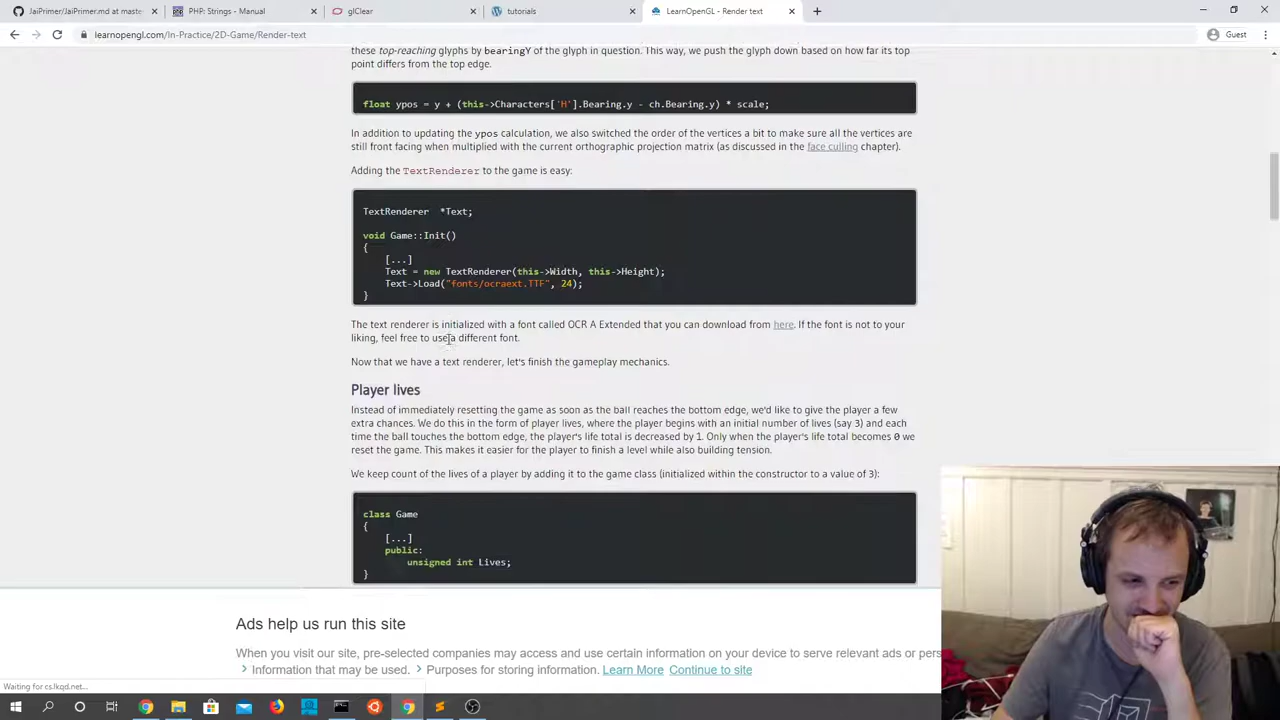 JaiPrimer/JaiPrimer.md at master
PHP: Strings - Manual
glClear
tutorials
LearnOpenGL - Render text
learnopengl.com/In-Practice/2D-Game/Render-text
Guest
these top-reaching glyphs by bearingY of the glyph in question. This way, we push the glyph down based on how far its top
point differs from the top edge.
float ypos = y + (this->Characters['H'].Bearing.y - ch.Bearing.y) * scale;
In addition to updating the ypos calculation, we also switched the order of the vertices a bit to make sure all the vertices are
still front facing when multiplied with the current orthographic projection matrix (as discussed in the face culling chapter).
Adding the TextRenderer to the game is easy:
TextRenderer  *Text;
void Game::Init()
{
[...]
Text = new TextRenderer(this->Width, this->Height);
Text->Load("fonts/ocraext.TTF", 24);
}
The text renderer is initialized with a font called OCR A Extended that you can download from here. If the font is not to your
liking, feel free to use a different font.
Now that we have a text renderer, let's finish the gameplay mechanics.
Player lives
Instead of immediately resetting the game as soon as the ball reaches the bottom edge, we'd like to give the player a few
extra chances. We do this in the form of player lives, where the player begins with an initial number of lives (say 3) and each
time the ball touches the bottom edge, the player's life total is decreased by 1. Only when the player's life total becomes 0 we
reset the game. This makes it easier for the player to finish a level while also building tension.
We keep count of the lives of a player by adding it to the game class (initialized within the constructor to a value of 3):
class Game
{
[...]
public:
unsigned int Lives;
}
Ads help us run this site
When you visit our site, pre-selected companies may access and use certain information on your device to serve relevant ads or pers
Information that may be used. Purposes for storing information. Learn More Continue to site
Waiting for cs.lkqd.net...